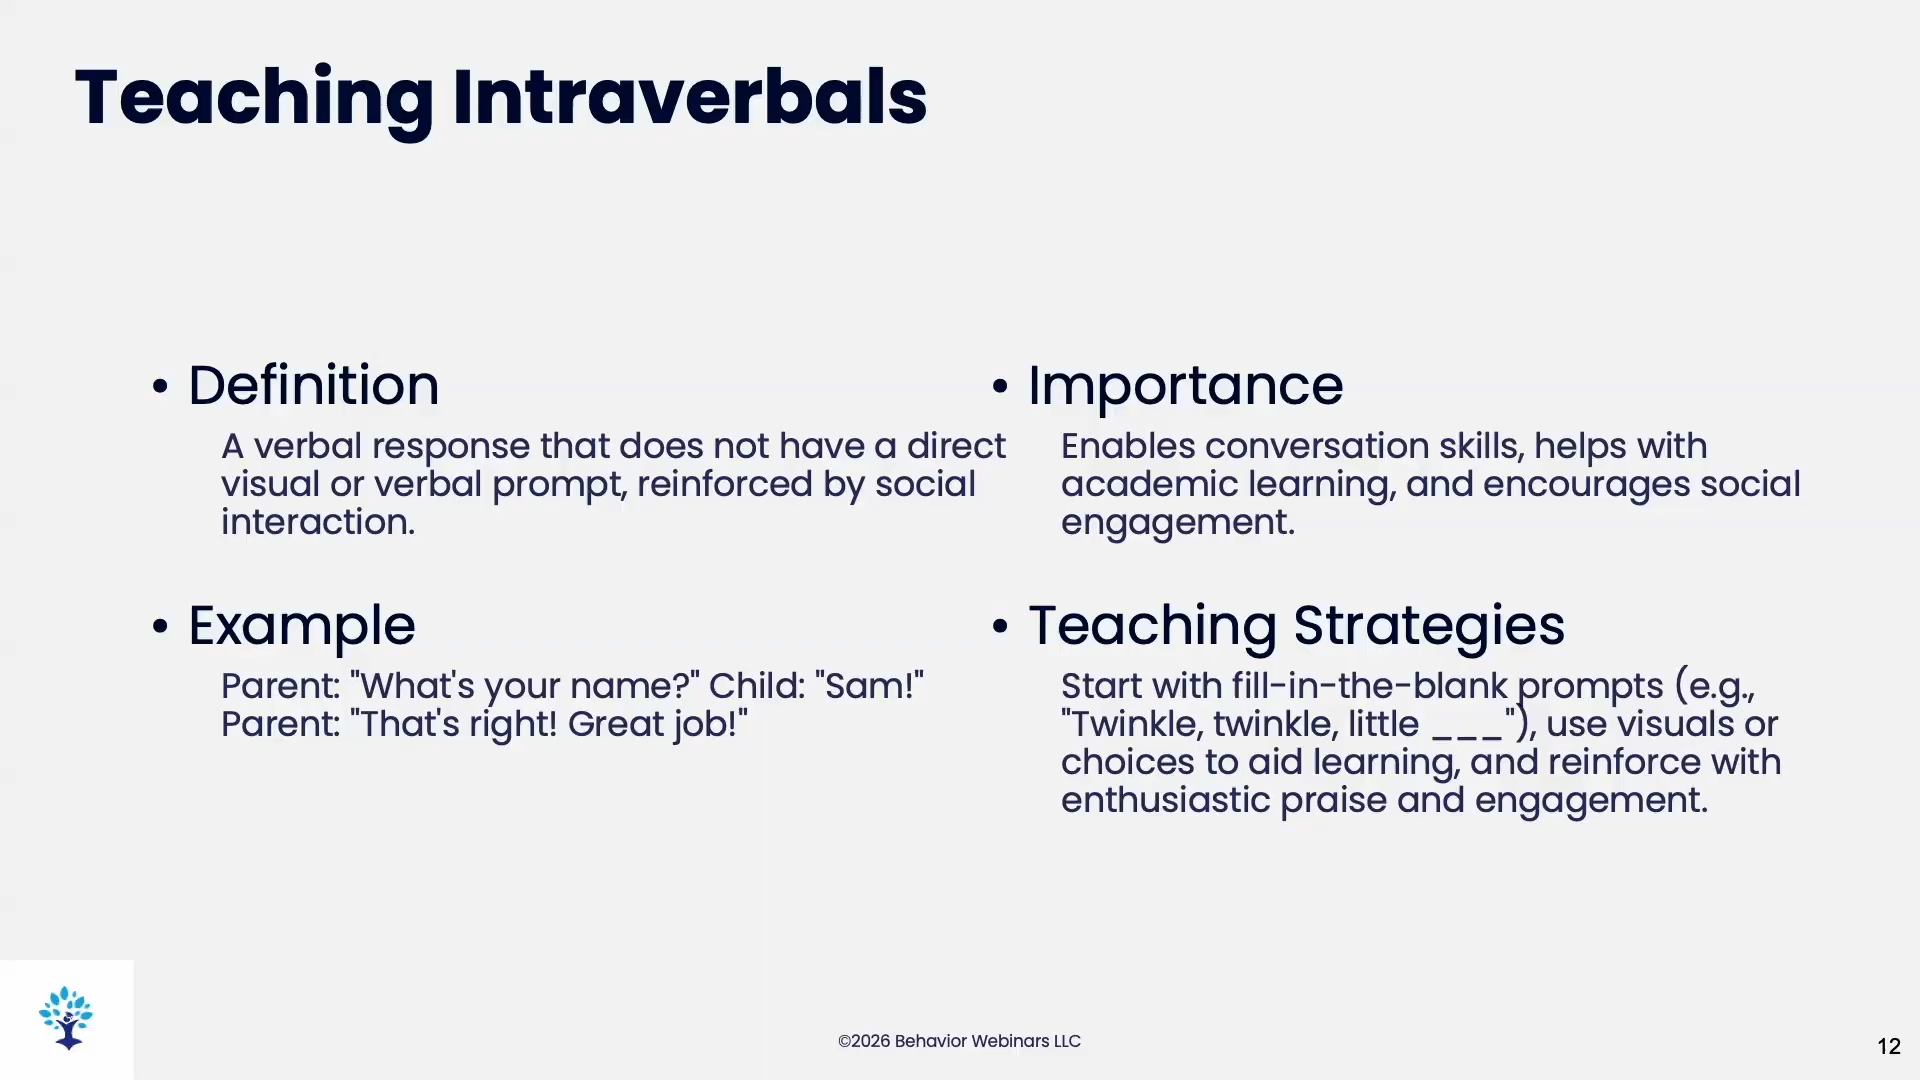 Teaching Intraverbals
• Definition
A verbal response that does not have a direct
visual or verbal prompt, reinforced by social
interaction.
• Example
Parent: "What's your name?" Child: "Sam!"
Parent: "That's right! Great job!"
• Importance
Enables conversation skills, helps with
academic learning, and encourages social
engagement.
• Teaching Strategies
Start with fill-in-the-blank prompts (e.g.,
"Twinkle, twinkle, little ___"), use visuals or
choices to aid learning, and reinforce with
enthusiastic praise and engagement.
©2026 Behavior Webinars LLC
12